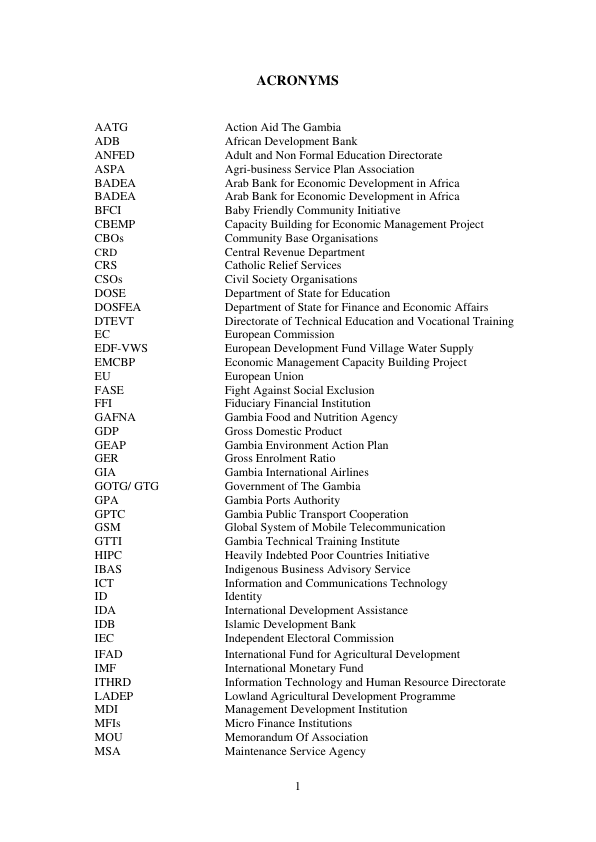 ACRONYMS
AATG Action Aid The Gambia
ADB African Development Bank
ANFED Adult and Non Formal Education Directorate
ASPA Agri-business Service Plan Association
BADEA Arab Bank for Economic Development in Africa
BADEA Arab Bank for Economic Development in Africa
BFCI Baby Friendly Community Initiative
CBEMP Capacity Building for Economic Management Project
CBOs Community Base Organisations
CRD Central Revenue Department
CRS Catholic Relief Services
CSOs Civil Society Organisations
DOSE Department of State for Education
DOSFEA Department of State for Finance and Economic Affairs
DTEVT Directorate of Technical Education and Vocational Training
EC European Commission
EDF-VWS European Development Fund Village Water Supply
EMCBP Economic Management Capacity Building Project
EU European Union
FASE Fight Against Social Exclusion
FFI Fiduciary Financial Institution
GAFNA Gambia Food and Nutrition Agency
GDP Gross Domestic Product
GEAP Gambia Environment Action Plan
GER Gross Enrolment Ratio
GIA Gambia International Airlines
GOTG/ GTG Government of The Gambia
GPA Gambia Ports Authority
GPTC Gambia Public Transport Cooperation
GSM Global System of Mobile Telecommunication
GTTI Gambia Technical Training Institute
HIPC Heavily Indebted Poor Countries Initiative
IBAS Indigenous Business Advisory Service
ICT Information and Communications Technology
ID Identity
IDA International Development Assistance
IDB Islamic Development Bank
IEC Independent Electoral Commission
IFAD International Fund for Agricultural Development
IMF International Monetary Fund
ITHRD Information Technology and Human Resource Directorate
LADEP Lowland Agricultural Development Programme
MDI Management Development Institution
MFIs Micro Finance Institutions
MOU Memorandum Of Association
MSA Maintenance Service Agency
1